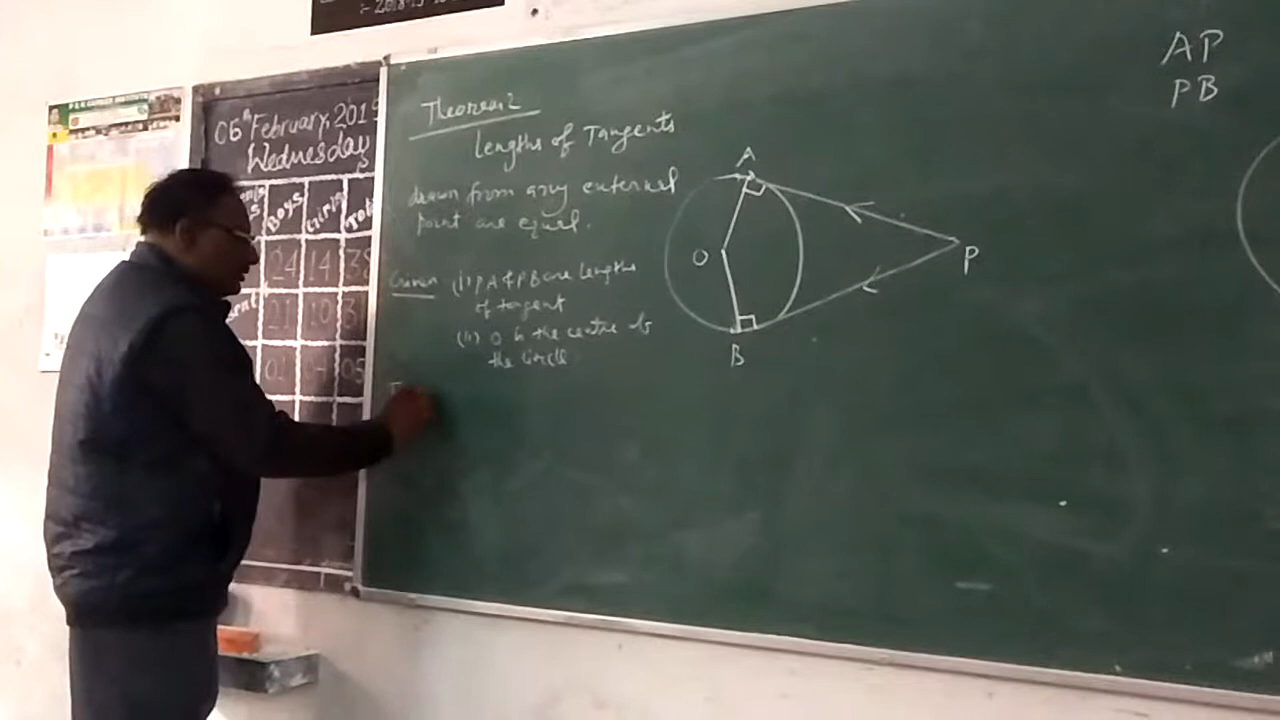 06th February, 2019
Wednesday
Boys
Girls
24 14 38
21 10 3
Theorem 2
Lengths of Tangents
drawn from any external
point are equal.
Given (i) PA & PB are lengths
of tangent
(ii) O is the centre of
the Circle
A
O
P
B
AP
PB